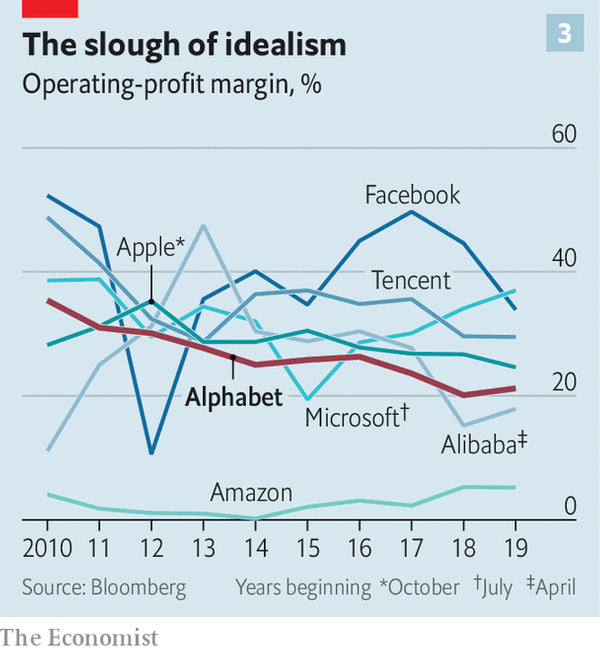 The slough of idealism
3
Operating-profit margin, %
60
Facebook
Apple*
40
Tencent
Alphabet
20
Microsoft†
Alibaba‡
Amazon
0
2010 11 12 13 14 15 16 17 18 19
Source: Bloomberg Years beginning *October †July ‡April
The Economist